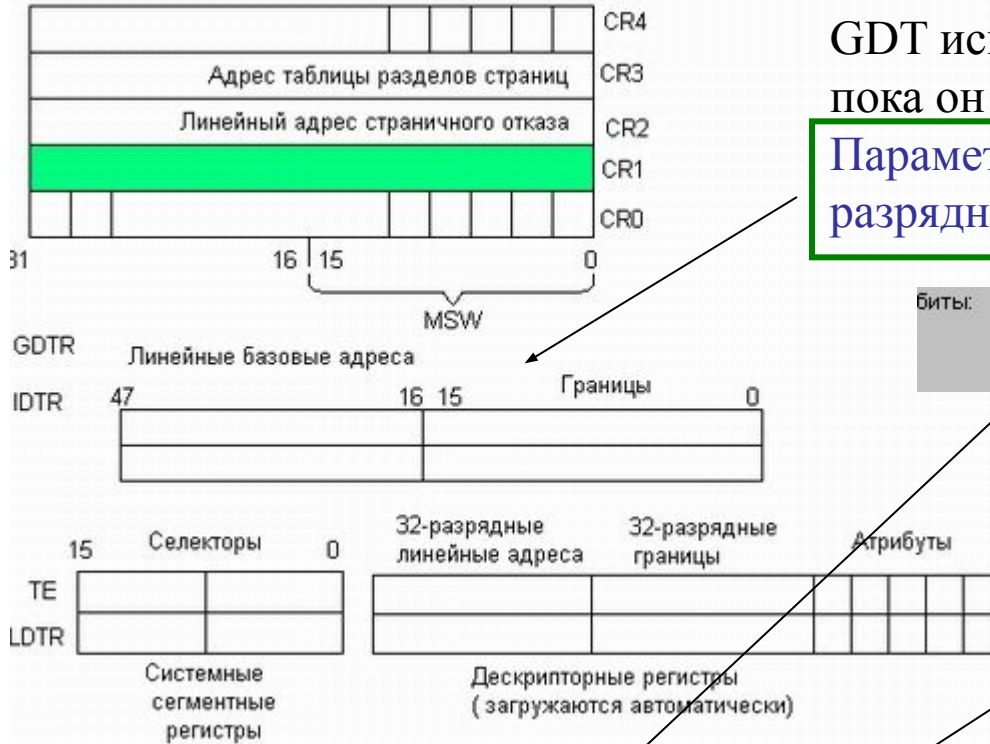 CR4
GDT
пока он
Адрес таблицы разделов страниц CR3
Линейный адрес страничного отказа CR2
CR1
CR0
31 16 15 0
MSW
биты:
GDTR
Линейные базовые адреса
Границы
IDTR 47 16 15 0
15 Селекторы 0
32-разрядные
линейные адреса
32-разрядные
границы
Атрибуты
TE
LDTR
Системные
сегментные
регистры
Дескрипторные регистры
( загружаются автоматически)